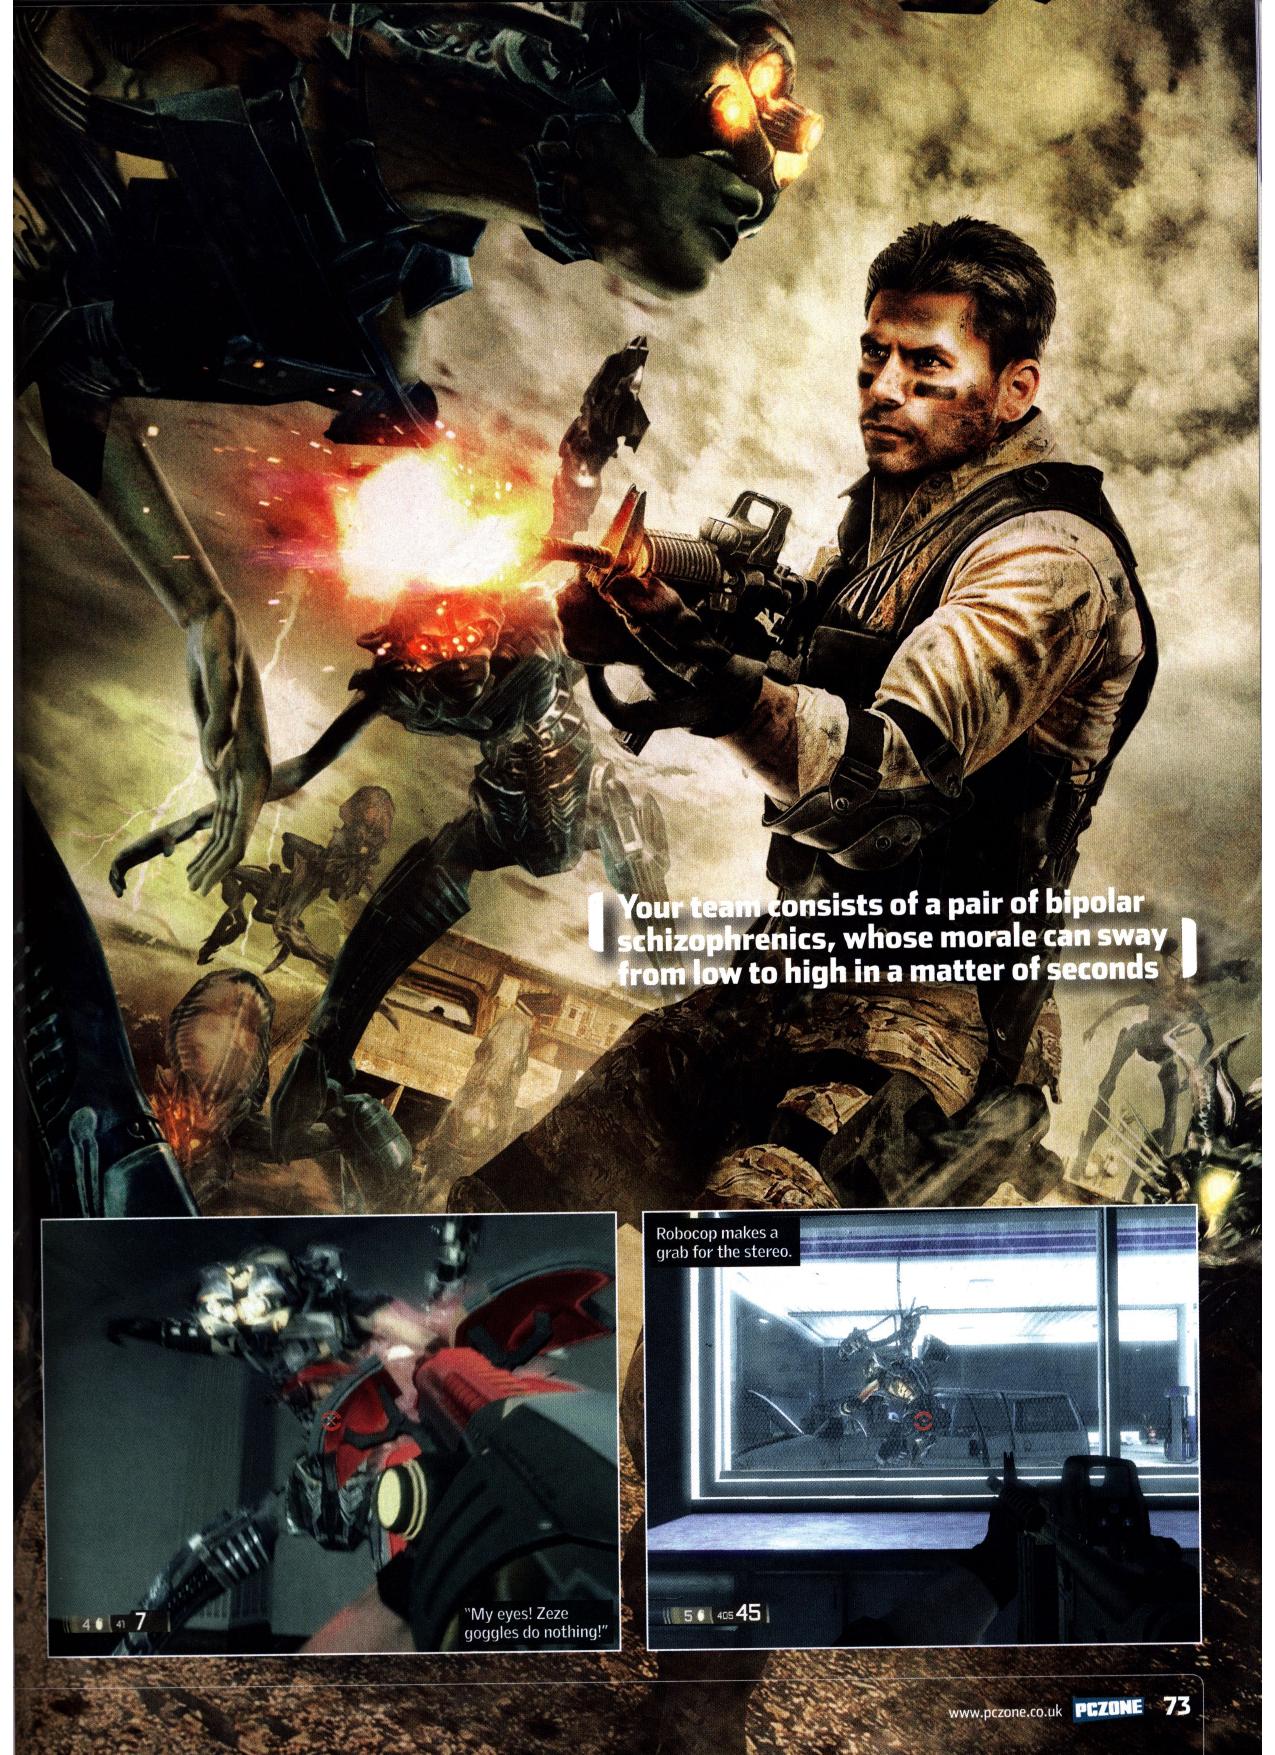 Your team consists of a pair of bipolar
schizophrenics, whose morale can sway
from low to high in a matter of seconds
Robocop makes a
grab for the stereo.
4 41 7
"My eyes! Zeze
goggles do nothing!"
5 405 45
www.pczone.co.uk PCZONE 73